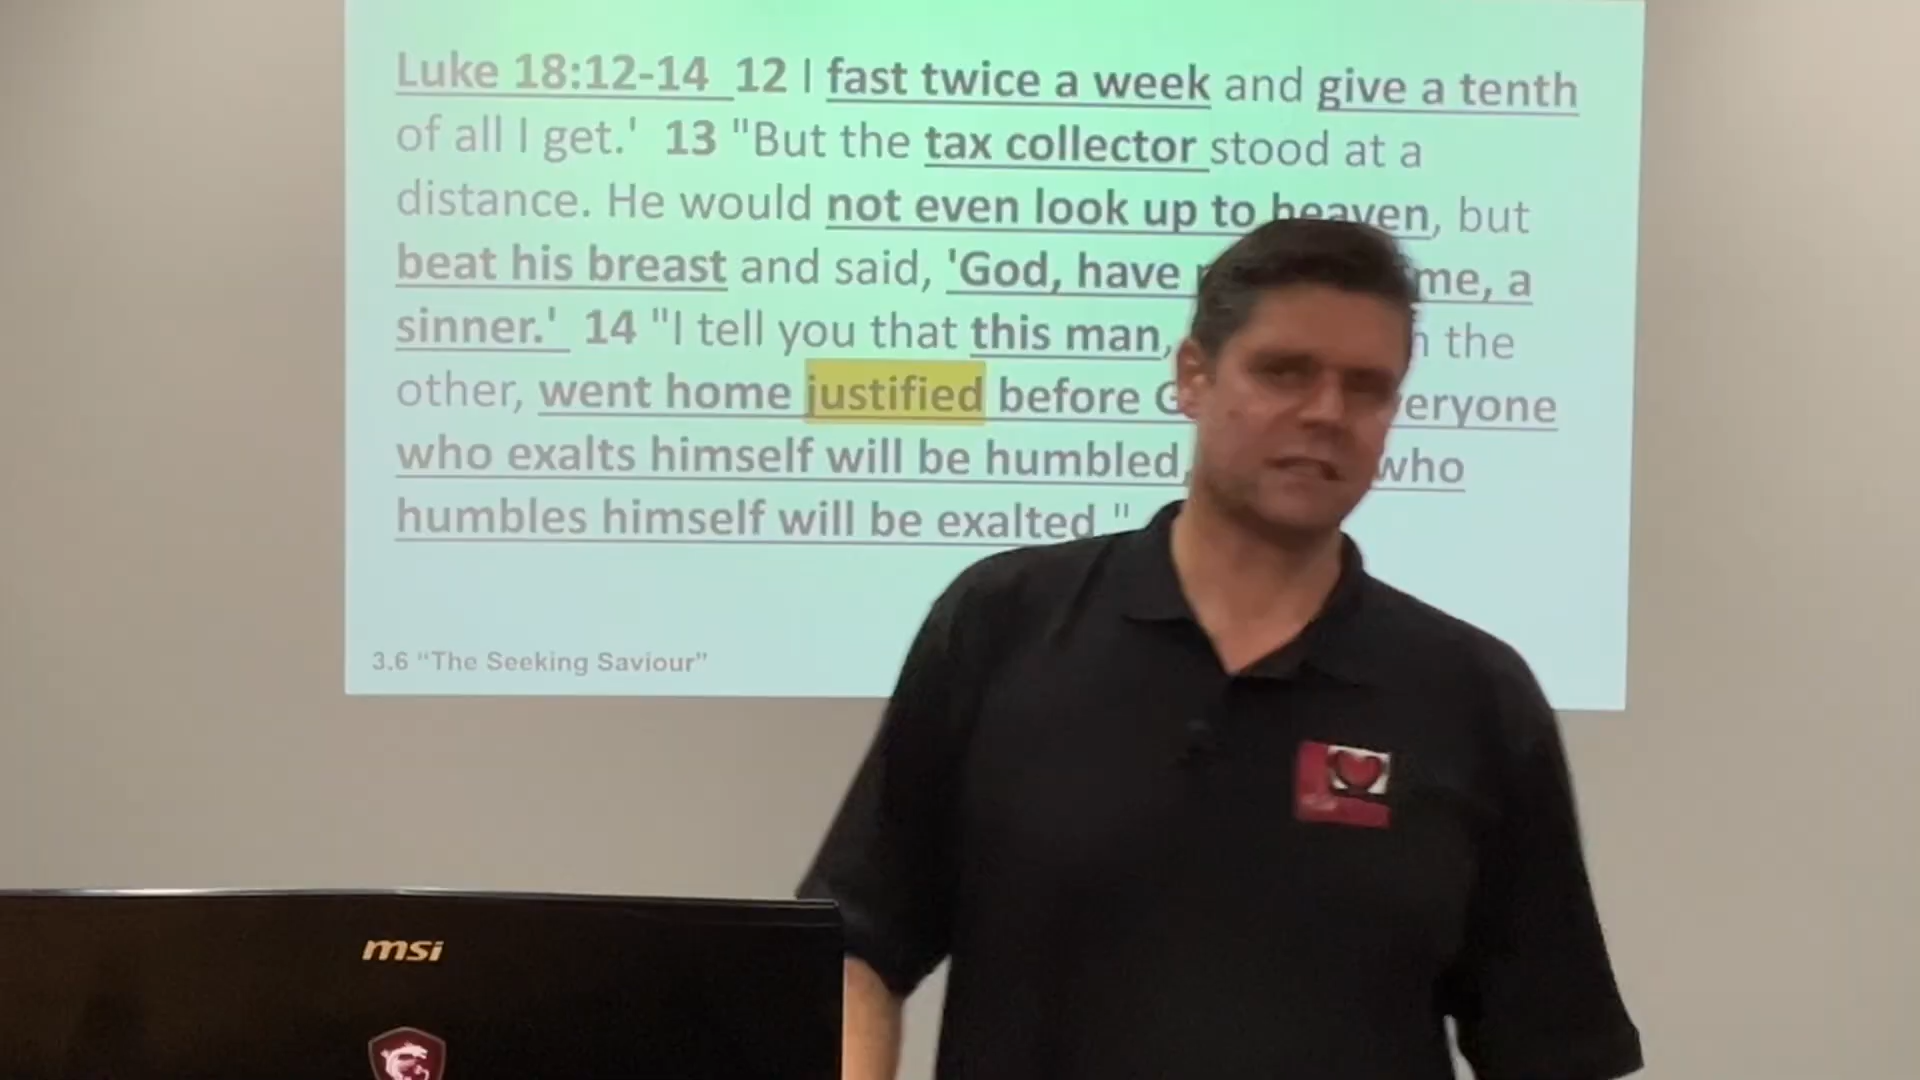 Luke 18:12-14 12 I fast twice a week and give a tenth
of all I get.' 13 "But the tax collector stood at a
distance. He would not even look up to heaven, but
beat his breast and said, 'God, have me, a
sinner.' 14 "I tell you that this man, the
other, went home justified before
who exalts himself will be humbled, who
humbles himself will be exalted."
3.6 "The Seeking Saviour"
msi